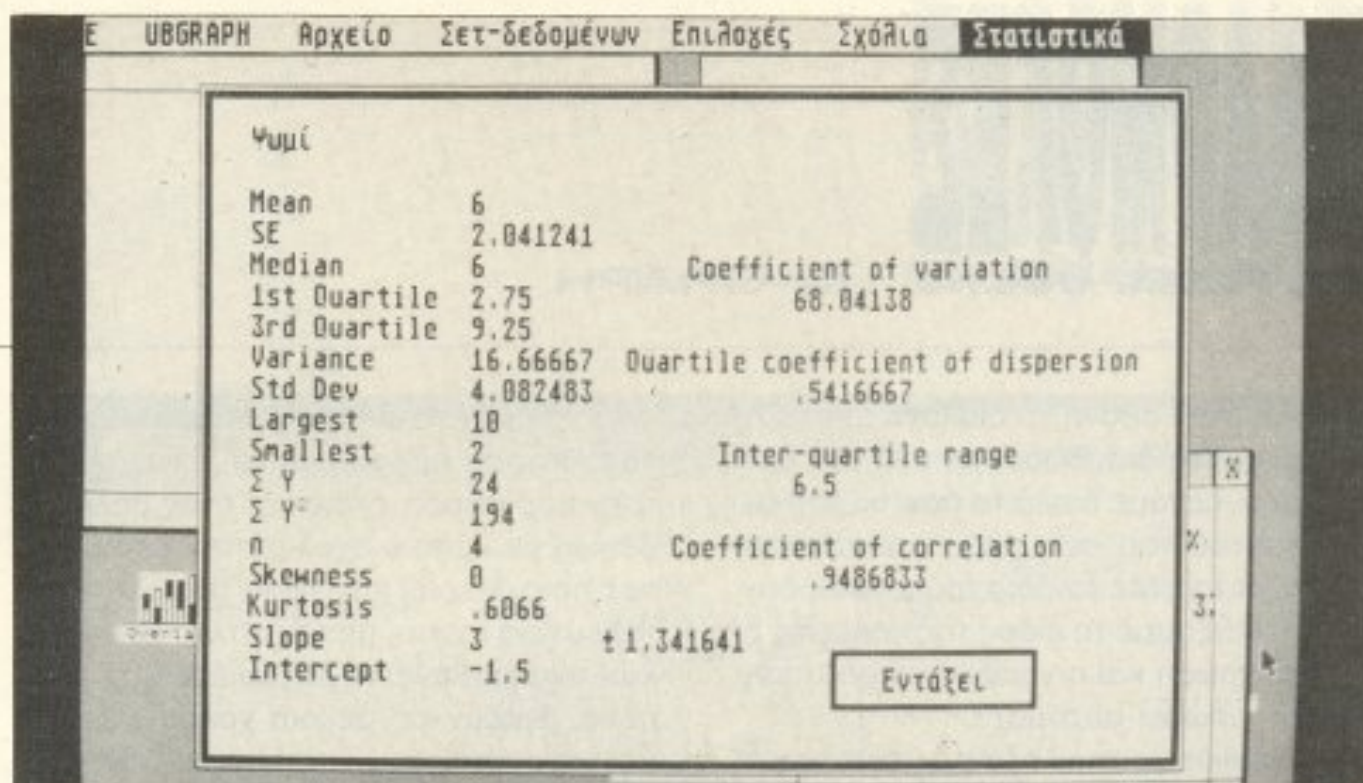 E UBGRAPH Αρχείο Σετ-δεδομένων Επιλογές Σχόλια Στατιστικά
Ψωμί
Mean 6
SE 2.041241
Median 6
Coefficient of variation
1st Quartile 2.75
68.04138
3rd Quartile 9.25
Variance 16.66667
Quartile coefficient of dispersion
Std Dev 4.082483
.5416667
Largest 10
Smallest 2
Inter-quartile range
Σ Y 24
6.5
Σ Y² 194
n 4
Coefficient of correlation
Skewness 0
.9486833
Kurtosis .6066
Slope 3 ±1.341641
Intercept -1.5
Εντάξει
X
%